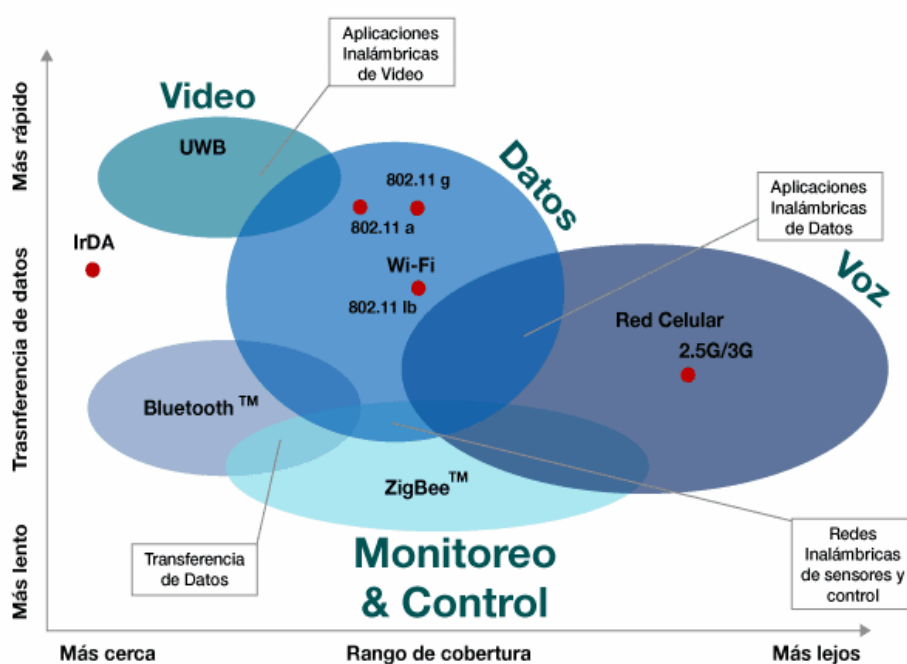 Aplicaciones
Inalámbricas
de Video
Video
UWB
Datos
802.11 g
802.11 a
Wi-Fi
802.11 lb
IrDA
Aplicaciones
Inalámbricas
de Datos
Voz
Red Celular
2.5G/3G
Bluetooth ™
ZigBee™
Transferencia
de Datos
Monitoreo
& Control
Redes
Inalámbricas
de sensores y
control
Más rápido
Trasnferencia de datos
Más lento
Más cerca
Rango de cobertura
Más lejos